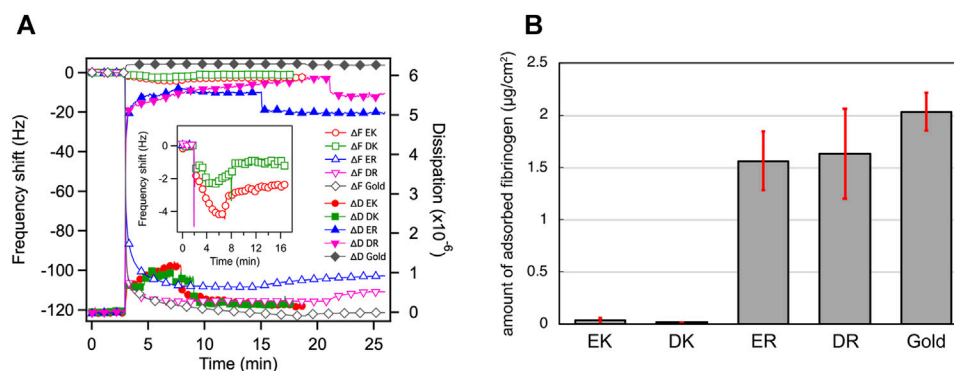 A
Frequency shift (Hz)
0
-20
-40
-60
-80
-100
-120
0
5
10
15
20
25
Time (min)
6
5
4
3
2
1
0
Dissipation (x10-6)
Frequency shift (Hz)
0
-2
-4
0
4
8
12
16
Time (min)
ΔF EK
ΔF DK
ΔF ER
ΔF DR
ΔF Gold
ΔD EK
ΔD DK
ΔD ER
ΔD DR
ΔD Gold
B
amount of adsorbed fibrinogen (μg/cm2)
2.5
2
1.5
1
0.5
0
EK
DK
ER
DR
Gold